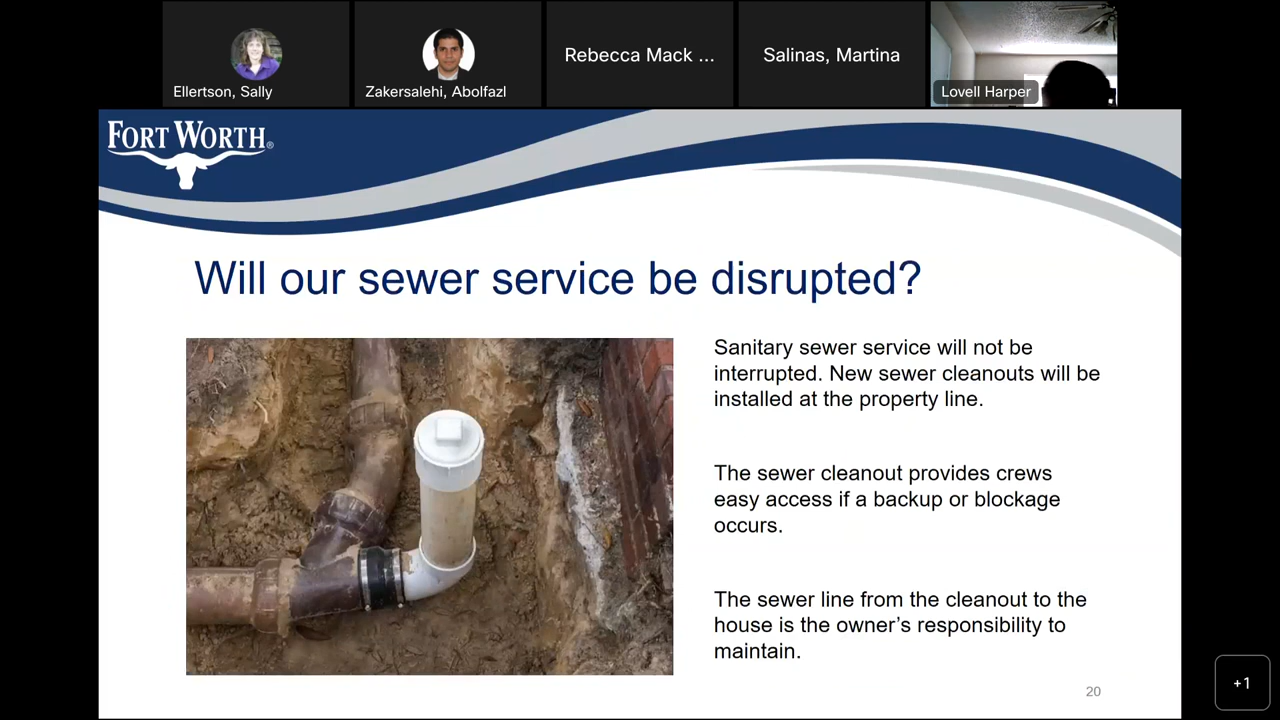 Ellertson, Sally
Zakersalehi, Abolfazl
Rebecca Mack ...
Salinas, Martina
Lovell Harper
FORT WORTH®
Will our sewer service be disrupted?
Sanitary sewer service will not be
interrupted. New sewer cleanouts will be
installed at the property line.
The sewer cleanout provides crews
easy access if a backup or blockage
occurs.
The sewer line from the cleanout to the
house is the owner’s responsibility to
maintain.
20
+1